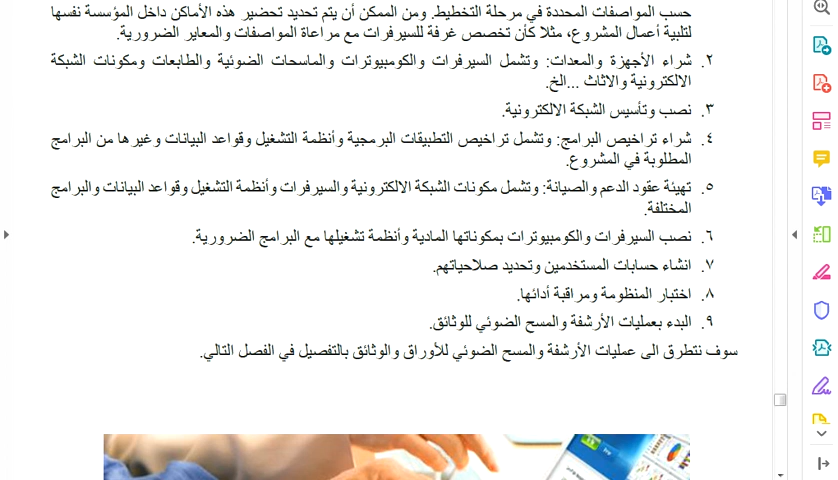 حسب المواصفات المحددة في مرحلة التخطيط. ومن الممكن أن يتم تحديد تحضير هذه الأماكن داخل المؤسسة نفسها
لتلبية أعمال المشروع، مثلا كأن تخصص غرفة للسيرفرات مع مراعاة المواصفات والمعاير الضرورية.
٢. شراء الأجهزة والمعدات: وتشمل السيرفرات والكومبيوترات والماسحات الضوئية والطابعات ومكونات الشبكة
الالكترونية والاثاث ...الخ.
٣. نصب وتأسيس الشبكة الالكترونية.
٤. شراء تراخيص البرامج: وتشمل تراخيص التطبيقات البرمجية وأنظمة التشغيل وقواعد البيانات وغيرها من البرامج
المطلوبة في المشروع.
٥. تهيئة عقود الدعم والصيانة: وتشمل مكونات الشبكة الالكترونية والسيرفرات وأنظمة التشغيل وقواعد البيانات والبرامج
المختلفة.
٦. نصب السيرفرات والكومبيوترات بمكوناتها المادية وأنظمة تشغيلها مع البرامج الضرورية.
٧. انشاء حسابات المستخدمين وتحديد صلاحياتهم.
٨. اختبار المنظومة ومراقبة أدائها.
٩. البدء بعمليات الأرشفة والمسح الضوئي للوثائق.
سوف نتطرق الى عمليات الأرشفة والمسح الضوئي للأوراق والوثائق بالتفصيل في الفصل التالي.